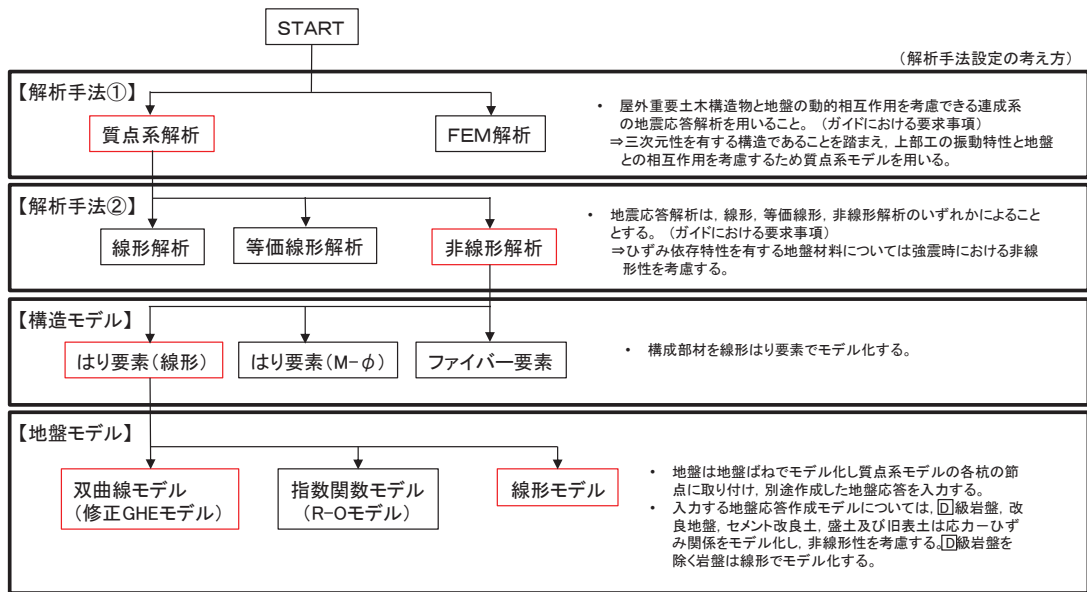 START
(解析手法設定の考え方)
【解析手法①】
質点系解析
FEM解析
・ 屋外重要土木構造物と地盤の動的相互作用を考慮できる連成系
の地震応答解析を用いること。(ガイドにおける要求事項)
⇒三次元性を有する構造であることを踏まえ,上部工の振動特性と地盤
との相互作用を考慮するため質点系モデルを用いる。
【解析手法②】
線形解析
等価線形解析
非線形解析
・ 地震応答解析は,線形,等価線形,非線形解析のいずれかによること
とする。(ガイドにおける要求事項)
⇒ひずみ依存特性を有する地盤材料については強震時における非線
形性を考慮する。
【構造モデル】
はり要素(線形)
はり要素(M-φ)
ファイバー要素
・ 構成部材を線形はり要素でモデル化する。
【地盤モデル】
双曲線モデル
(修正GHEモデル)
指数関数モデル
(R-Oモデル)
線形モデル
・ 地盤は地盤ばねでモデル化し質点系モデルの各杭の節
点に取り付け,別途作成した地盤応答を入力する。
・ 入力する地盤応答作成モデルについては,D級岩盤,改
良地盤,セメント改良土,盛土及び旧表土は応力ーひず
み関係をモデル化し,非線形性を考慮する。D級岩盤を
除く岩盤は線形でモデル化する。